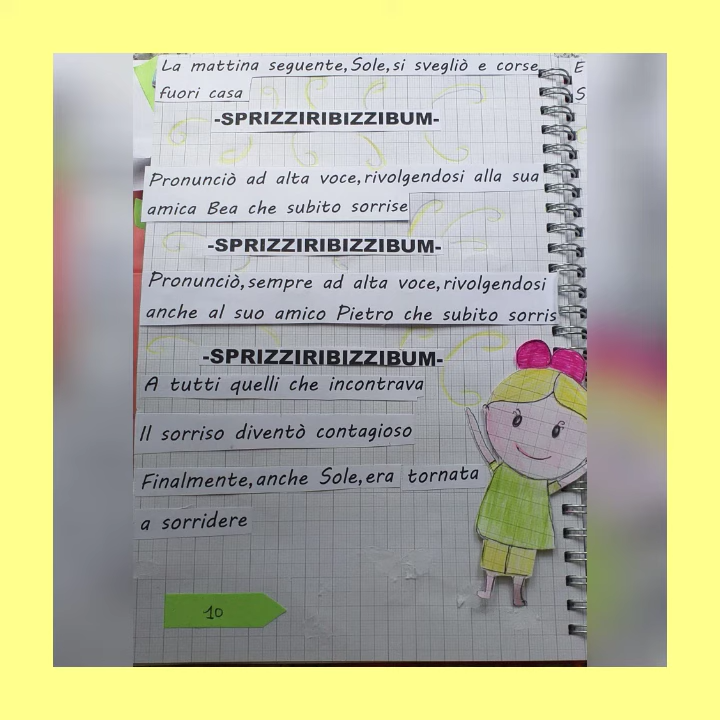 La mattina seguente,Sole,si svegliò e corse
fuori casa
-SPRIZZIRIBIZZIBUM-
Pronunciò ad alta voce,rivolgendosi alla sua
amica Bea che subito sorrise
-SPRIZZIRIBIZZIBUM-
Pronunciò,sempre ad alta voce,rivolgendosi
anche al suo amico Pietro che subito sorris
-SPRIZZIRIBIZZIBUM-
A tutti quelli che incontrava
Il sorriso diventò contagioso
Finalmente,anche Sole,era tornata
a sorridere
10
E
S